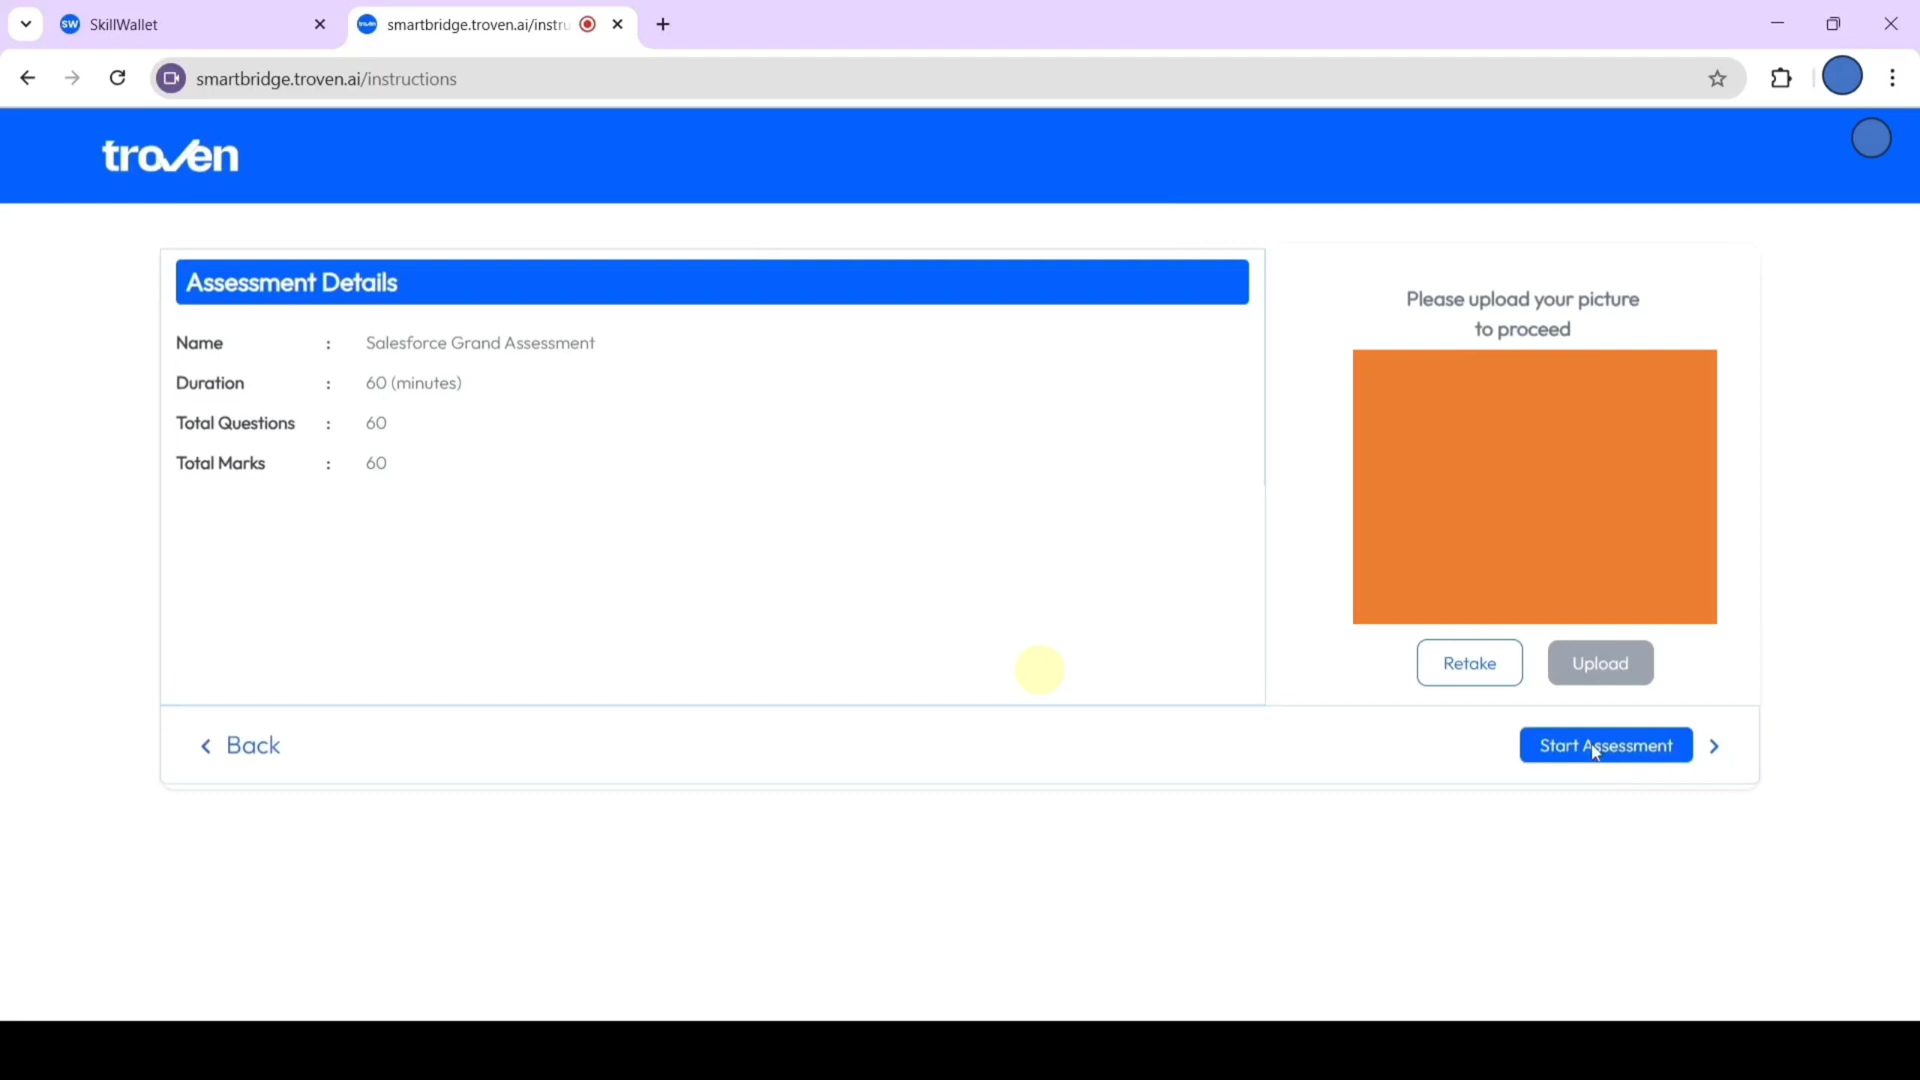 SW SkillWallet
smartbridge.troven.ai/instru
smartbridge.troven.ai/instructions
troven
Assessment Details
Name : Salesforce Grand Assessment
Duration : 60 (minutes)
Total Questions : 60
Total Marks : 60
Please upload your picture
to proceed
Retake
Upload
Back
Start Assessment